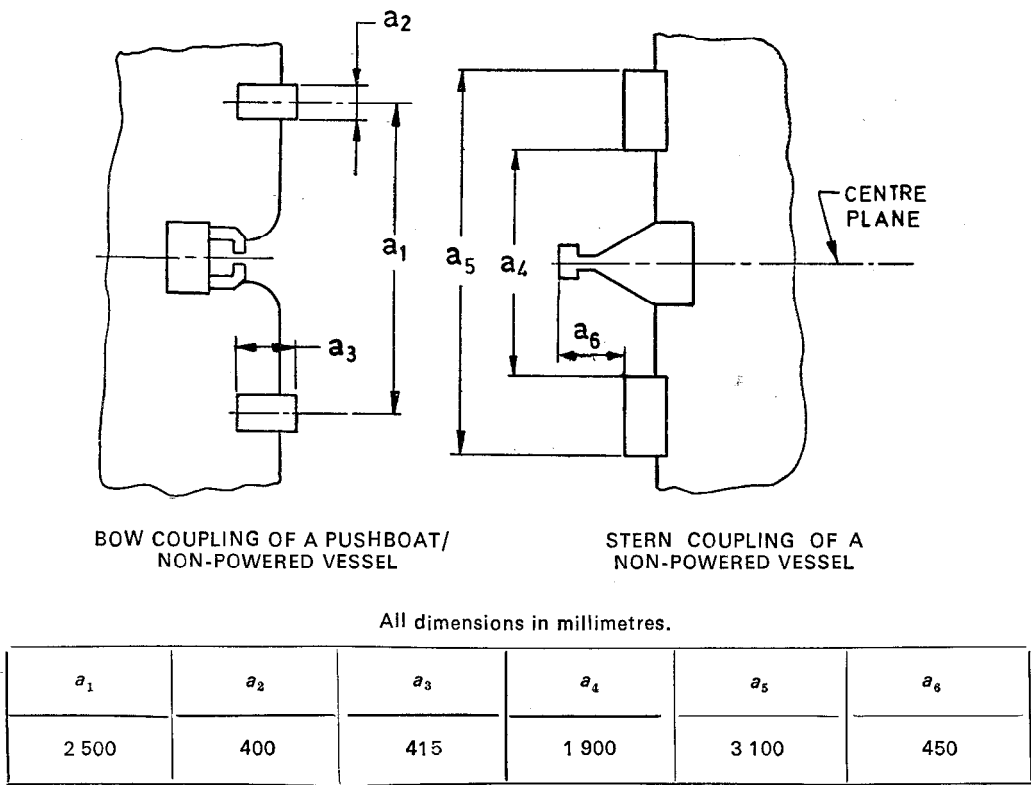 a₂
a₁
a₃
CENTRE
PLANE
a₅
a₄
a₆
BOW COUPLING OF A PUSHBOAT/
NON-POWERED VESSEL
STERN COUPLING OF A
NON-POWERED VESSEL
All dimensions in millimetres.
a₁ a₂ a₃ a₄ a₅ a₆
2 500 400 415 1 900 3 100 450